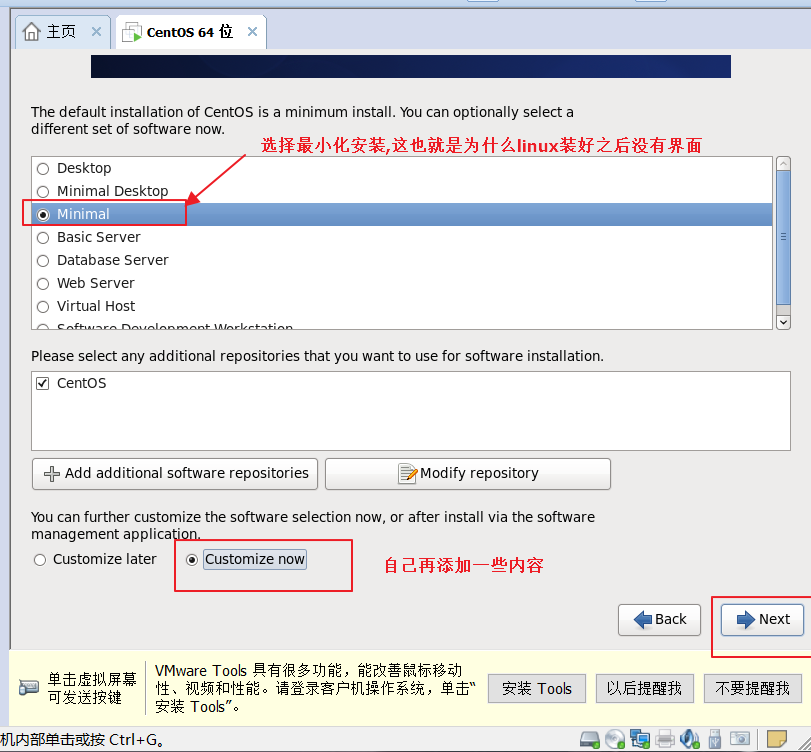 主页
CentOS 64 位
The default installation of CentOS is a minimum install. You can optionally select a
different set of software now.
选择最小化安装,这也就是为什么linux装好之后没有界面
Desktop
Minimal Desktop
Minimal
Basic Server
Database Server
Web Server
Virtual Host
Software Development Workstation
Please select any additional repositories that you want to use for software installation.
CentOS
Add additional software repositories
Modify repository
You can further customize the software selection now, or after install via the software
management application.
Customize later
Customize now
自己再添加一些内容
Back
Next
单击虚拟屏幕
可发送按键
VMware Tools 具有很多功能，能改善鼠标移动
性、视频和性能。请登录客户机操作系统，单击“
安装 Tools”。
安装 Tools
以后提醒我
不要提醒我
机内部单击或按 Ctrl+G。